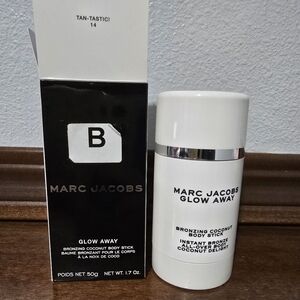 TAN-TASTIC!
14
B
MARC JACOBS
GLOW AWAY
BRONZING COCONUT BODY STICK
BAUME BRONZANT POUR LE CORPS
À LA NOIX DE COCO
POIDS NET 50g NET WT. 1.7 Oz.
MARC JACOBS
GLOW AWAY
BRONZING COCONUT
BODY STICK
INSTANT BRONZE
ALL-OVER BODY
COCONUT DELIGHT